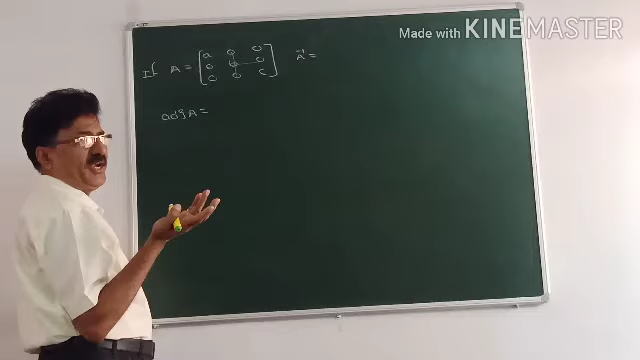 Made with KINEMASTER
If A = [a 0 0 A⁻¹ =
0 b 0
0 0 c]
adj A =